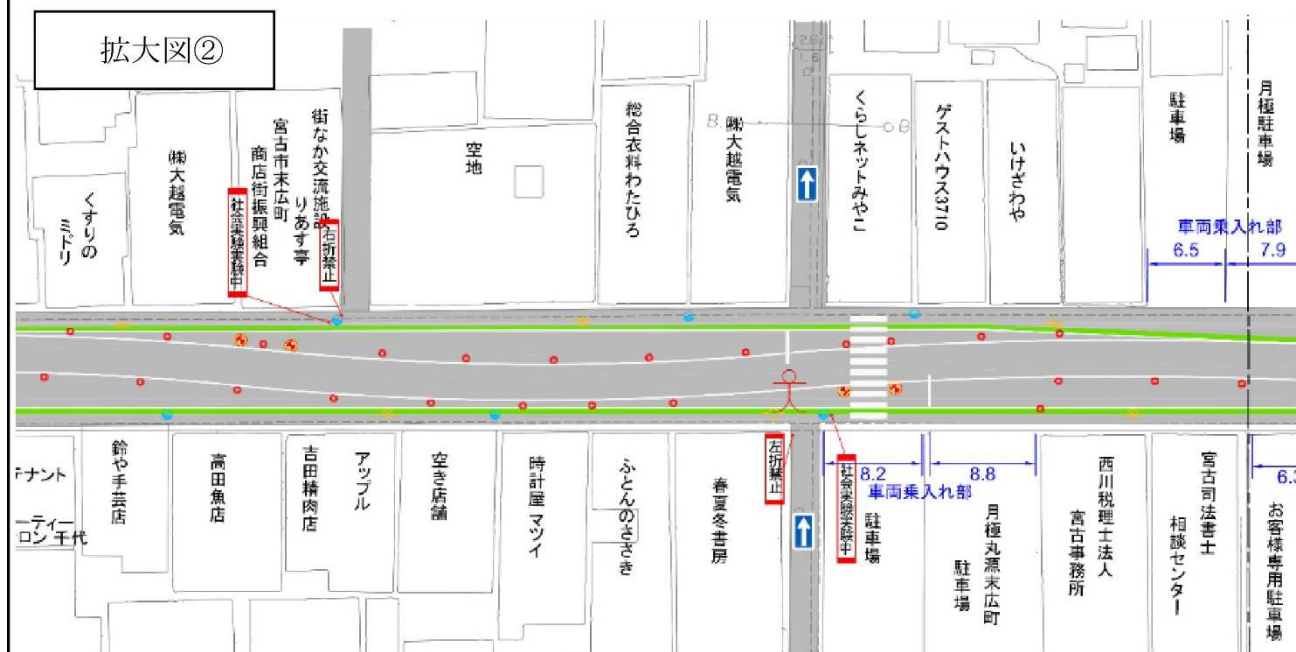 拡大図②
くすりの
ミドリ
㈱大越電気
街なか交流施設
りあす亭
宮古市末広町
商店街振興組合
社会実験実験中
右折禁止
空地
総合衣料わたひろ
㈱大越電気
くらしネットみやこ
ゲストハウス3710
いけざわや
駐車場
月極駐車場
車両乗入れ部
6.5
7.9
テナント
鈴や手芸店
高田魚店
吉田精肉店
アップル
空き店舗
時計屋 マツイ
ふとんのささき
春夏冬書房
左折禁止
社会実験実験中
8.2
8.8
車両乗入れ部
駐車場
月極丸源末広町
駐車場
西川税理士法人
宮古事務所
宮古司法書士
相談センター
お客様専用駐車場